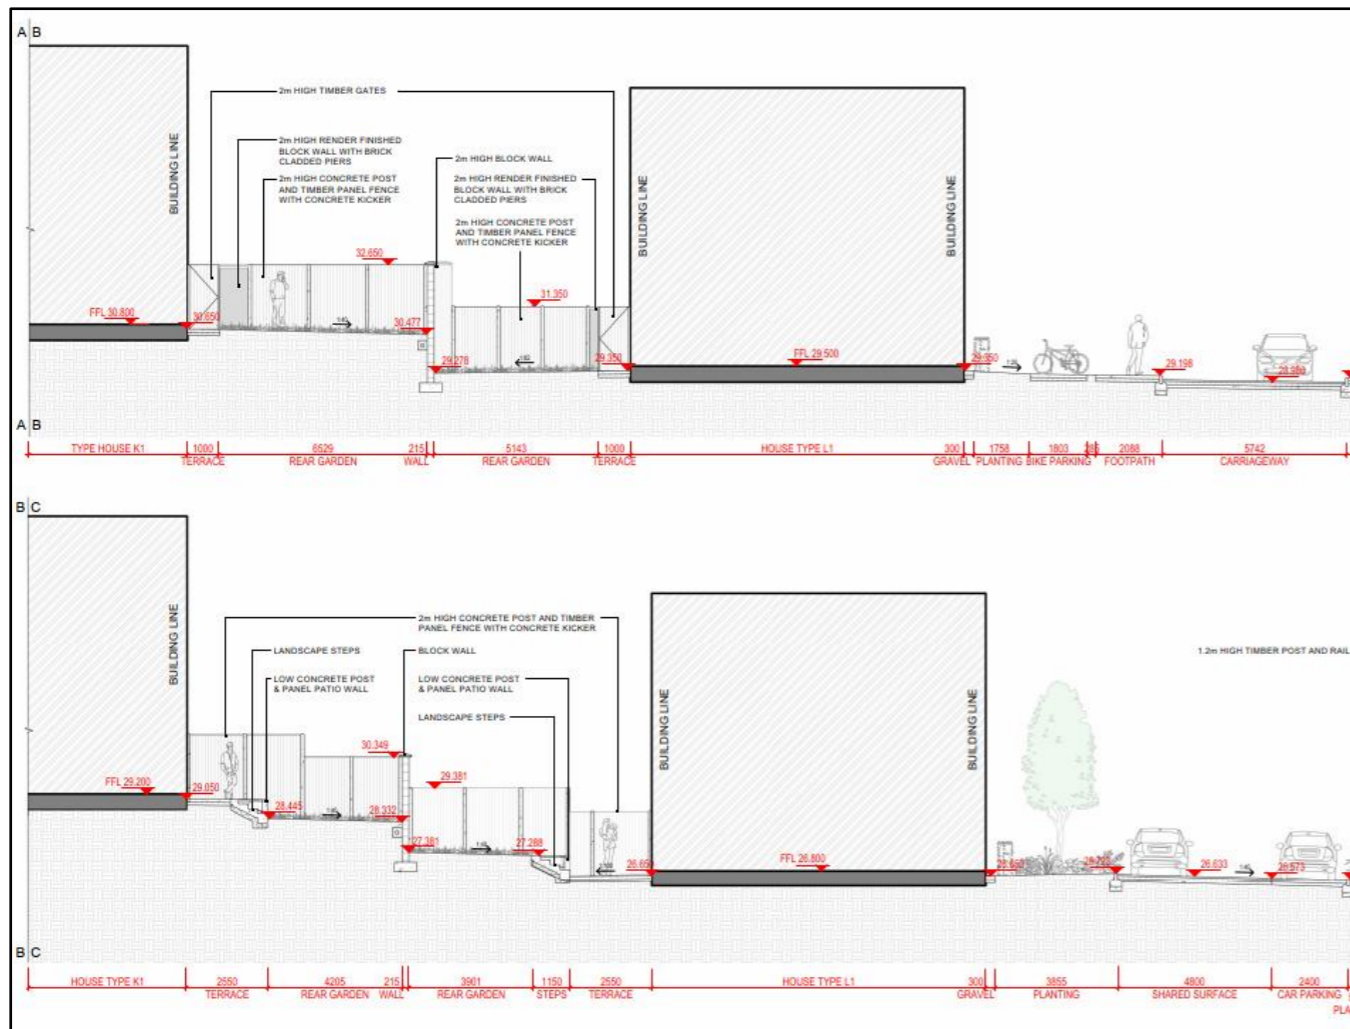 A B
2m HIGH TIMBER GATES
2m HIGH RENDER FINISHED
BLOCK WALL WITH BRICK
CLADDED PIERS
2m HIGH CONCRETE POST
AND TIMBER PANEL FENCE
WITH CONCRETE KICKER
2m HIGH BLOCK WALL
2m HIGH RENDER FINISHED
BLOCK WALL WITH BRICK
CLADDED PIERS
2m HIGH CONCRETE POST
AND TIMBER PANEL FENCE
WITH CONCRETE KICKER
BUILDING LINE
BUILDING LINE
BUILDING LINE
32.650
31.350
FFL 30.800
30.650
30.477
29.278
29.350
FFL 29.500
29.350
29.198
28.980
A B
TYPE HOUSE K1
1000
6529
215
5143
1000
HOUSE TYPE L1
300
1758
1803
2088
5742
TERRACE
REAR GARDEN
WALL
REAR GARDEN
TERRACE
GRAVEL
PLANTING
BIKE PARKING
FOOTPATH
CARRIAGEWAY
B C
2m HIGH CONCRETE POST AND TIMBER
PANEL FENCE WITH CONCRETE KICKER
LANDSCAPE STEPS
BLOCK WALL
LOW CONCRETE POST
& PANEL PATIO WALL
LOW CONCRETE POST
& PANEL PATIO WALL
LANDSCAPE STEPS
1.2m HIGH TIMBER POST AND RAIL
BUILDING LINE
BUILDING LINE
BUILDING LINE
30.349
29.381
FFL 29.200
29.050
28.445
28.332
27.381
27.288
26.650
FFL 26.800
26.650
26.633
26.573
B C
HOUSE TYPE K1
2550
4205
215
3901
1150
2550
HOUSE TYPE L1
300
3855
4800
2400
TERRACE
REAR GARDEN
WALL
REAR GARDEN
STEPS
TERRACE
GRAVEL
PLANTING
SHARED SURFACE
CAR PARKING
PLA